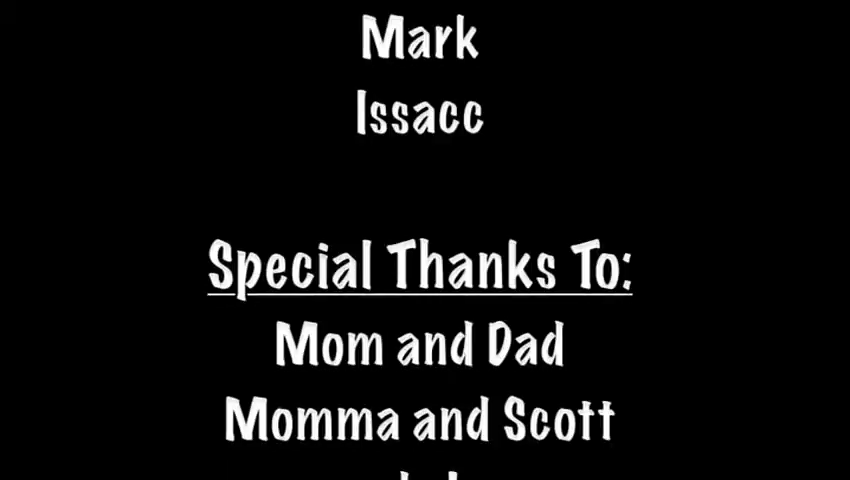 Mark
Issacc
Special Thanks To:
Mom and Dad
Momma and Scott